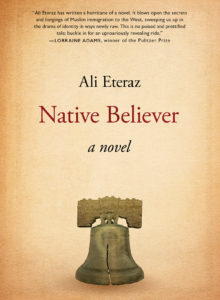 "Ali Eteraz has written a hurricane of a novel. It blows open the secrets
and longings of Muslim immigration to the West, sweeping us up in
the drama of identity in ways newly raw. This is no poised and prettified
tale; buckle in for an uproariously revealing ride."
—LORRAINE ADAMS, winner of the Pulitzer Prize
Ali Eteraz
Native Believer
a novel